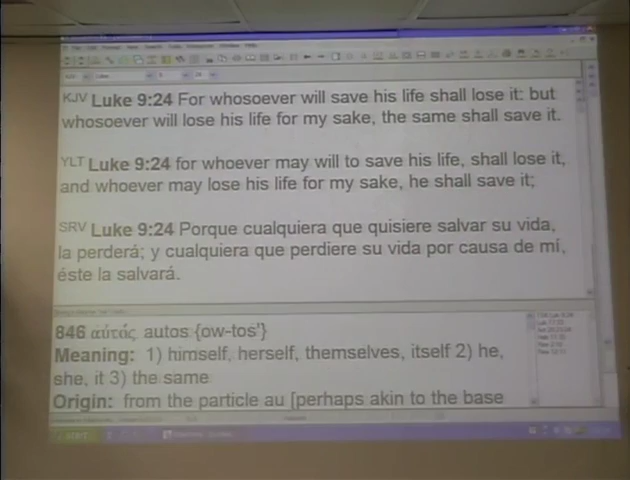 KJV Luke 9:24 For whosoever will save his life shall lose it: but
whosoever will lose his life for my sake, the same shall save it.
YLT Luke 9:24 for whoever may will to save his life, shall lose it,
and whoever may lose his life for my sake, he shall save it;
SRV Luke 9:24 Porque cualquiera que quisiere salvar su vida,
la perderá; y cualquiera que perdiere su vida por causa de mí,
éste la salvará.
846 αὐτός autos {ow-tos'}
Meaning: 1) himself, herself, themselves, itself 2) he,
she, it 3) the same
Origin: from the particle au [perhaps akin to the base